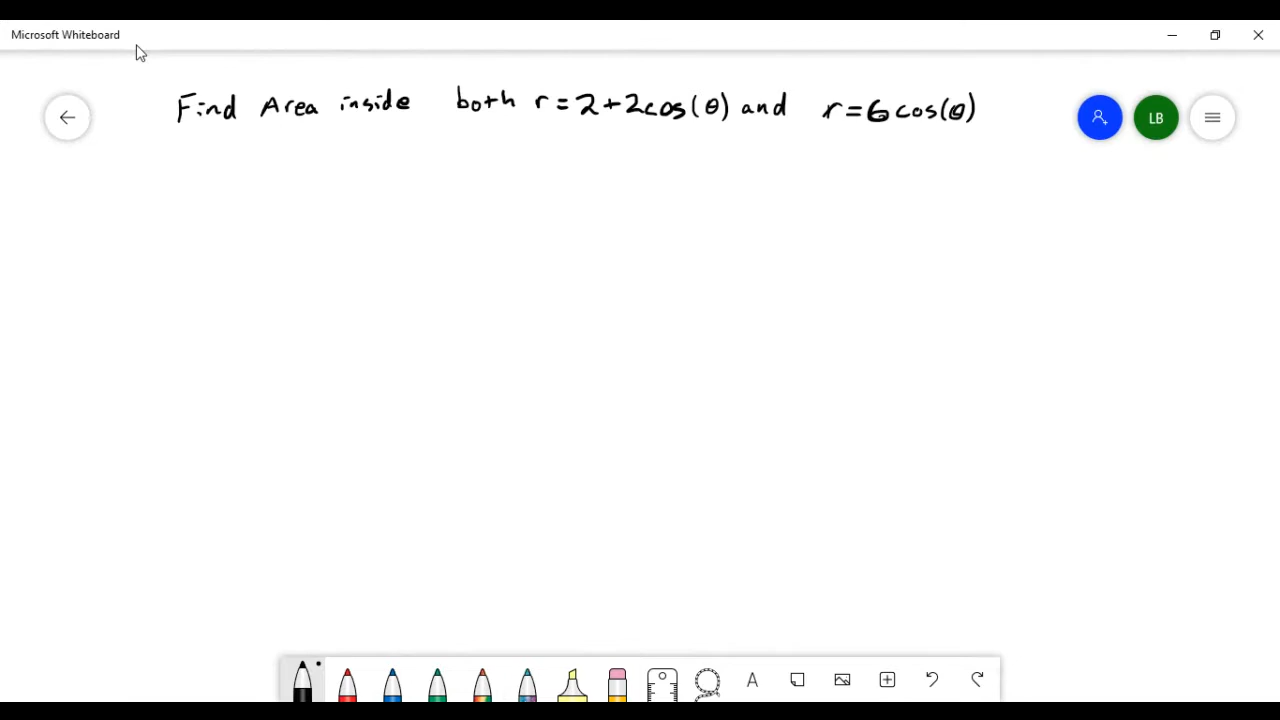 Microsoft Whiteboard
Find Area inside both r=2+2cos(θ) and r=6cos(θ)
LB
A